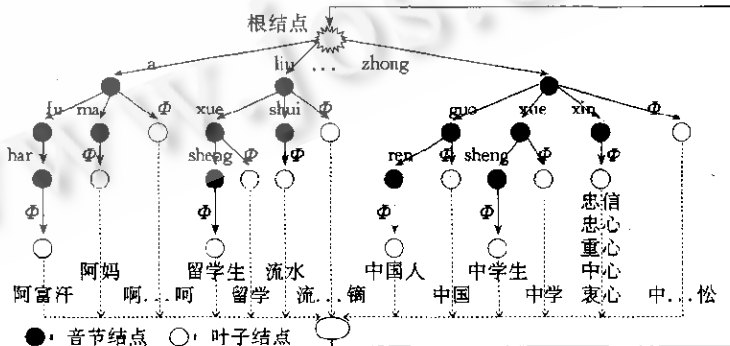 根结点
a liu ... zhong
fu ma Φ xue shui Φ guo xue xin Φ
har Φ sheng Φ Φ ren Φ sheng Φ Φ
Φ Φ Φ Φ
忠信
忠心
重心
中心
衷心
阿妈 留学生 流水 中国人 中学生
阿富汗 啊...呵 留学 流...镏 中国 中学 中...忪
●:音节结点 ○:叶子结点